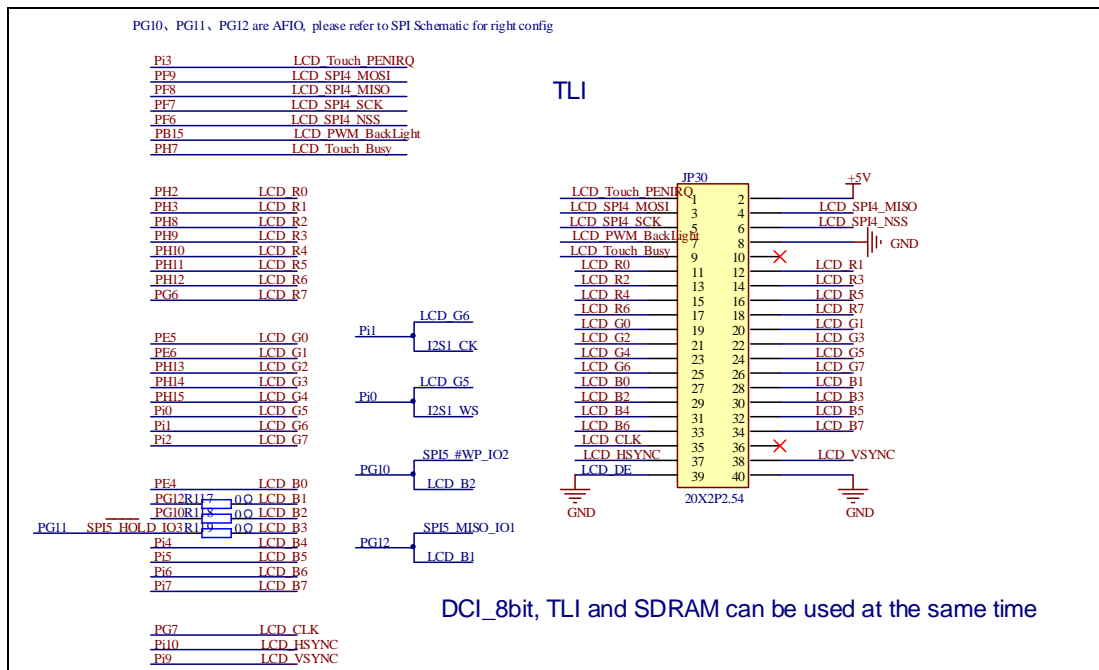 PG10、PG11、PG12 are AFIO, please refer to SPI Schematic for right config
TLI
Pi3 LCD_Touch_PENIRQ
PF9 LCD_SPI4_MOSI
PF8 LCD_SPI4_MISO
PF7 LCD_SPI4_SCK
PF6 LCD_SPI4_NSS
PB15 LCD_PWM_BackLight
PH7 LCD_Touch_Busy
PH2 LCD_R0
PH3 LCD_R1
PH8 LCD_R2
PH9 LCD_R3
PH10 LCD_R4
PH11 LCD_R5
PH12 LCD_R6
PG6 LCD_R7
PE5 LCD_G0
PE6 LCD_G1
PH13 LCD_G2
PH14 LCD_G3
PH15 LCD_G4
Pi0 LCD_G5
Pi1 LCD_G6
Pi2 LCD_G7
PE4 LCD_B0
PG12 R117 0Ω LCD_B1
PG10 R118 0Ω LCD_B2
PG11 SPI5_HOLD_IO3 R119 0Ω LCD_B3
Pi4 LCD_B4
Pi5 LCD_B5
Pi6 LCD_B6
Pi7 LCD_B7
PG7 LCD_CLK
Pi10 LCD_HSYNC
Pi9 LCD_VSYNC
LCD_G6
Pi1
I2S1_CK
LCD_G5
Pi0
I2S1_WS
SPI5_#WP_IO2
PG10
LCD_B2
SPI5_MISO_IO1
PG12
LCD_B1
JP30
+5V
LCD_Touch_PENIRQ 1 2
LCD_SPI4_MOSI 3 4 LCD_SPI4_MISO
LCD_SPI4_SCK 5 6 LCD_SPI4_NSS
LCD_PWM_BackLight 7 8 GND
LCD_Touch_Busy 9 10
LCD_R0 11 12 LCD_R1
LCD_R2 13 14 LCD_R3
LCD_R4 15 16 LCD_R5
LCD_R6 17 18 LCD_R7
LCD_G0 19 20 LCD_G1
LCD_G2 21 22 LCD_G3
LCD_G4 23 24 LCD_G5
LCD_G6 25 26 LCD_G7
LCD_B0 27 28 LCD_B1
LCD_B2 29 30 LCD_B3
LCD_B4 31 32 LCD_B5
LCD_B6 33 34 LCD_B7
LCD_CLK 35 36
LCD_HSYNC 37 38 LCD_VSYNC
LCD_DE 39 40
20X2P2.54
GND
GND
DCI_8bit, TLI and SDRAM can be used at the same time